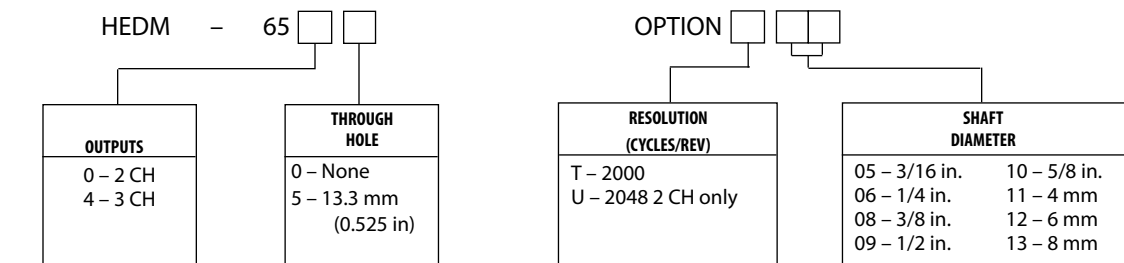 HEDM – 65
OPTION
OUTPUTS
0 – 2 CH
4 – 3 CH
THROUGH
HOLE
0 – None
5 – 13.3 mm
(0.525 in)
RESOLUTION
(CYCLES/REV)
T – 2000
U – 2048 2 CH only
SHAFT
DIAMETER
05 – 3/16 in. 10 – 5/8 in.
06 – 1/4 in. 11 – 4 mm
08 – 3/8 in. 12 – 6 mm
09 – 1/2 in. 13 – 8 mm